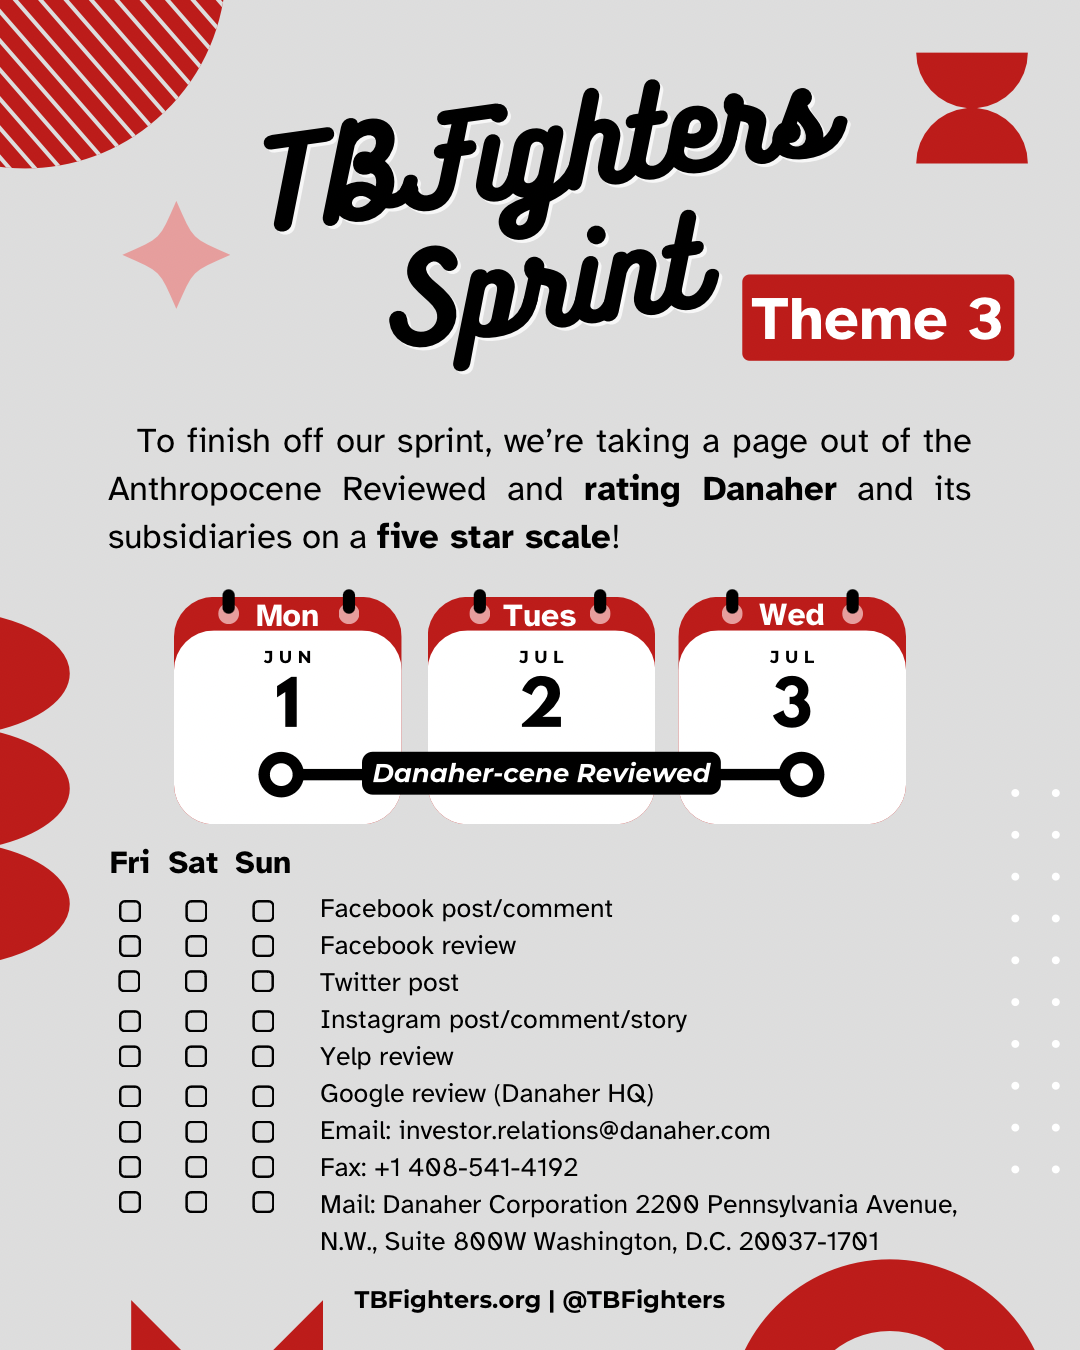 TBFighters
Sprint
Theme 3
To finish off our sprint, we’re taking a page out of the
Anthropocene Reviewed and rating Danaher and its
subsidiaries on a five star scale!
Mon Tues Wed
JUN JUL JUL
1 2 3
Danaher-cene Reviewed
Fri Sat Sun
Facebook post/comment
Facebook review
Twitter post
Instagram post/comment/story
Yelp review
Google review (Danaher HQ)
Email: investor.relations@danaher.com
Fax: +1 408-541-4192
Mail: Danaher Corporation 2200 Pennsylvania Avenue,
N.W., Suite 800W Washington, D.C. 20037-1701
TBFighters.org | @TBFighters